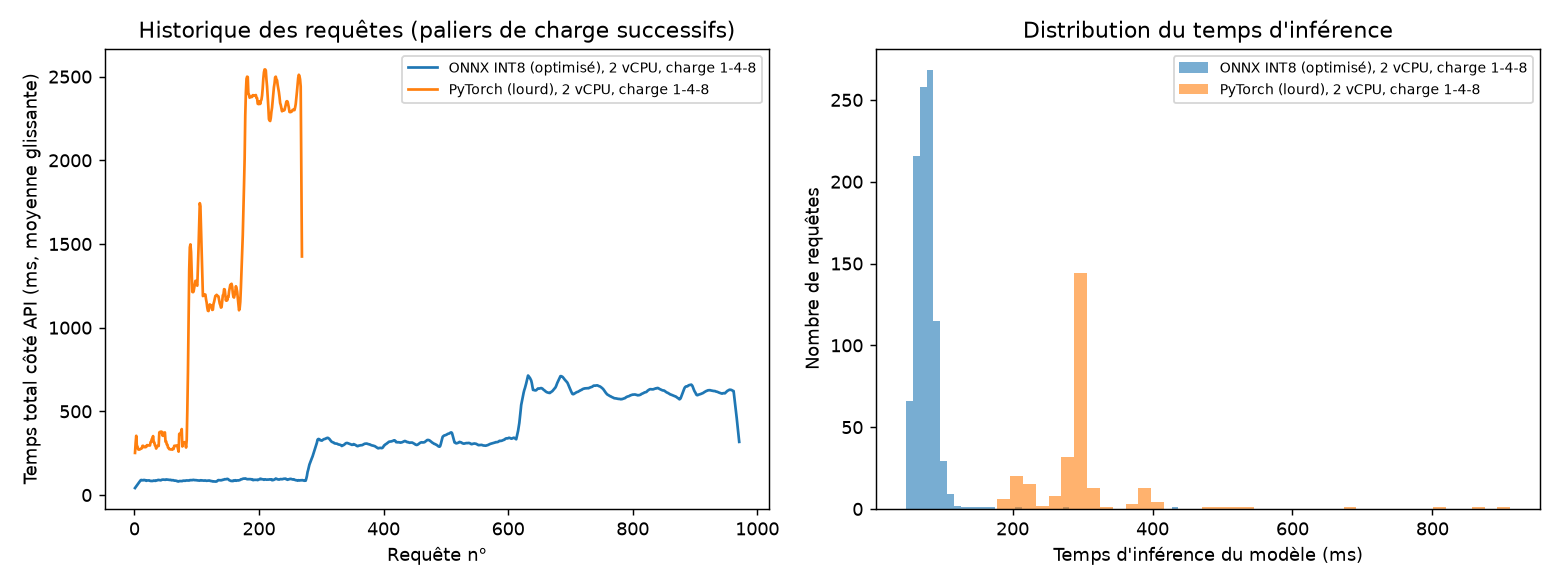 Historique des requêtes (paliers de charge successifs)
Temps total côté API (ms, moyenne glissante)
2500
2000
1500
1000
500
0
ONNX INT8 (optimisé), 2 vCPU, charge 1-4-8
PyTorch (lourd), 2 vCPU, charge 1-4-8
0
200
400
600
800
1000
Requête n°
Distribution du temps d'inférence
Nombre de requêtes
250
200
150
100
50
0
ONNX INT8 (optimisé), 2 vCPU, charge 1-4-8
PyTorch (lourd), 2 vCPU, charge 1-4-8
200
400
600
800
Temps d'inférence du modèle (ms)